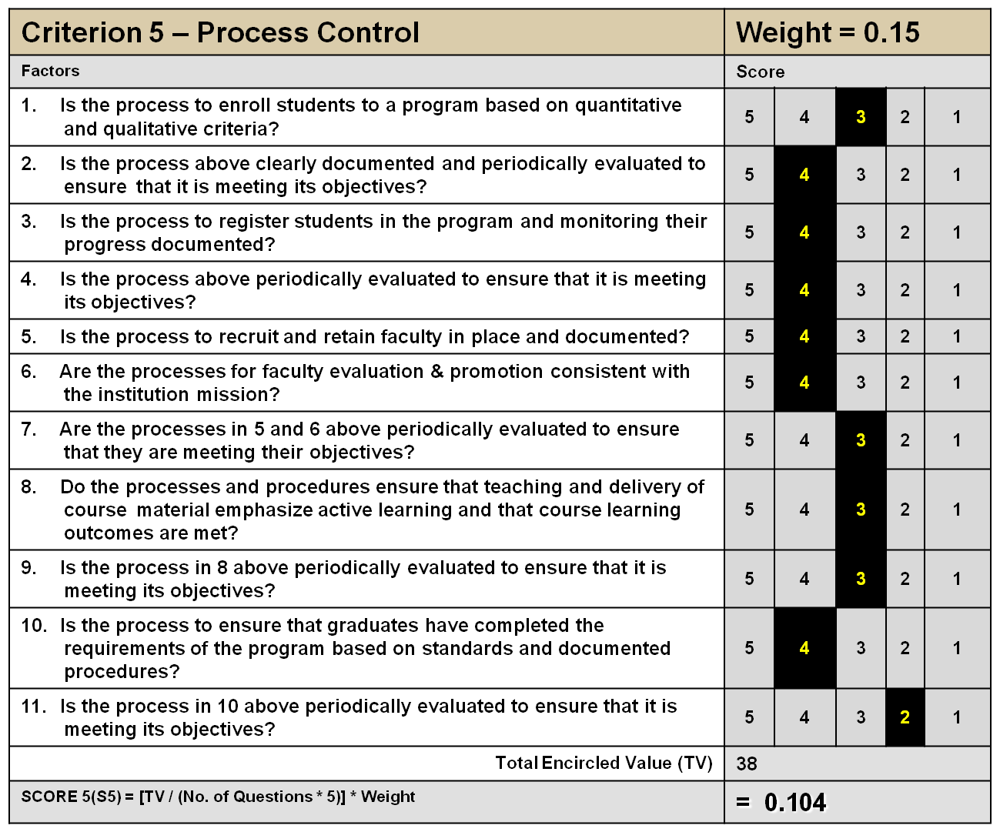 Criterion 5 – Process Control
Weight = 0.15
Factors
Score
1. Is the process to enroll students to a program based on quantitative
and qualitative criteria?
5 4 3 2 1
2. Is the process above clearly documented and periodically evaluated to
ensure that it is meeting its objectives?
5 4 3 2 1
3. Is the process to register students in the program and monitoring their
progress documented?
5 4 3 2 1
4. Is the process above periodically evaluated to ensure that it is meeting
its objectives?
5 4 3 2 1
5. Is the process to recruit and retain faculty in place and documented?
5 4 3 2 1
6. Are the processes for faculty evaluation & promotion consistent with
the institution mission?
5 4 3 2 1
7. Are the processes in 5 and 6 above periodically evaluated to ensure
that they are meeting their objectives?
5 4 3 2 1
8. Do the processes and procedures ensure that teaching and delivery of
course material emphasize active learning and that course learning
outcomes are met?
5 4 3 2 1
9. Is the process in 8 above periodically evaluated to ensure that it is
meeting its objectives?
5 4 3 2 1
10. Is the process to ensure that graduates have completed the
requirements of the program based on standards and documented
procedures?
5 4 3 2 1
11. Is the process in 10 above periodically evaluated to ensure that it is
meeting its objectives?
5 4 3 2 1
Total Encircled Value (TV)
38
SCORE 5(S5) = [TV / (No. of Questions * 5)] * Weight
= 0.104